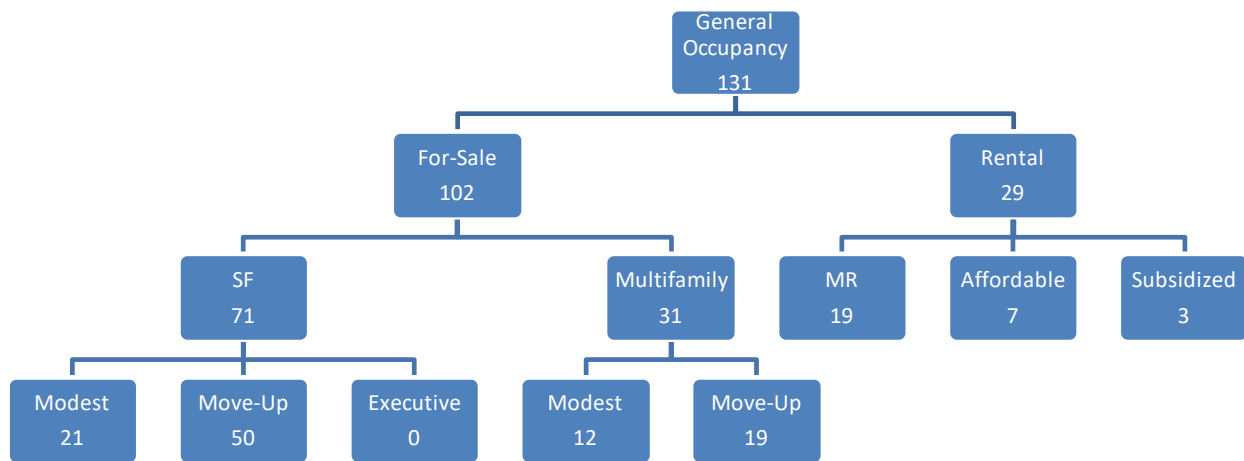 General
Occupancy
131
For-Sale
102
Rental
29
SF
71
Multifamily
31
MR
19
Affordable
7
Subsidized
3
Modest
21
Move-Up
50
Executive
0
Modest
12
Move-Up
19